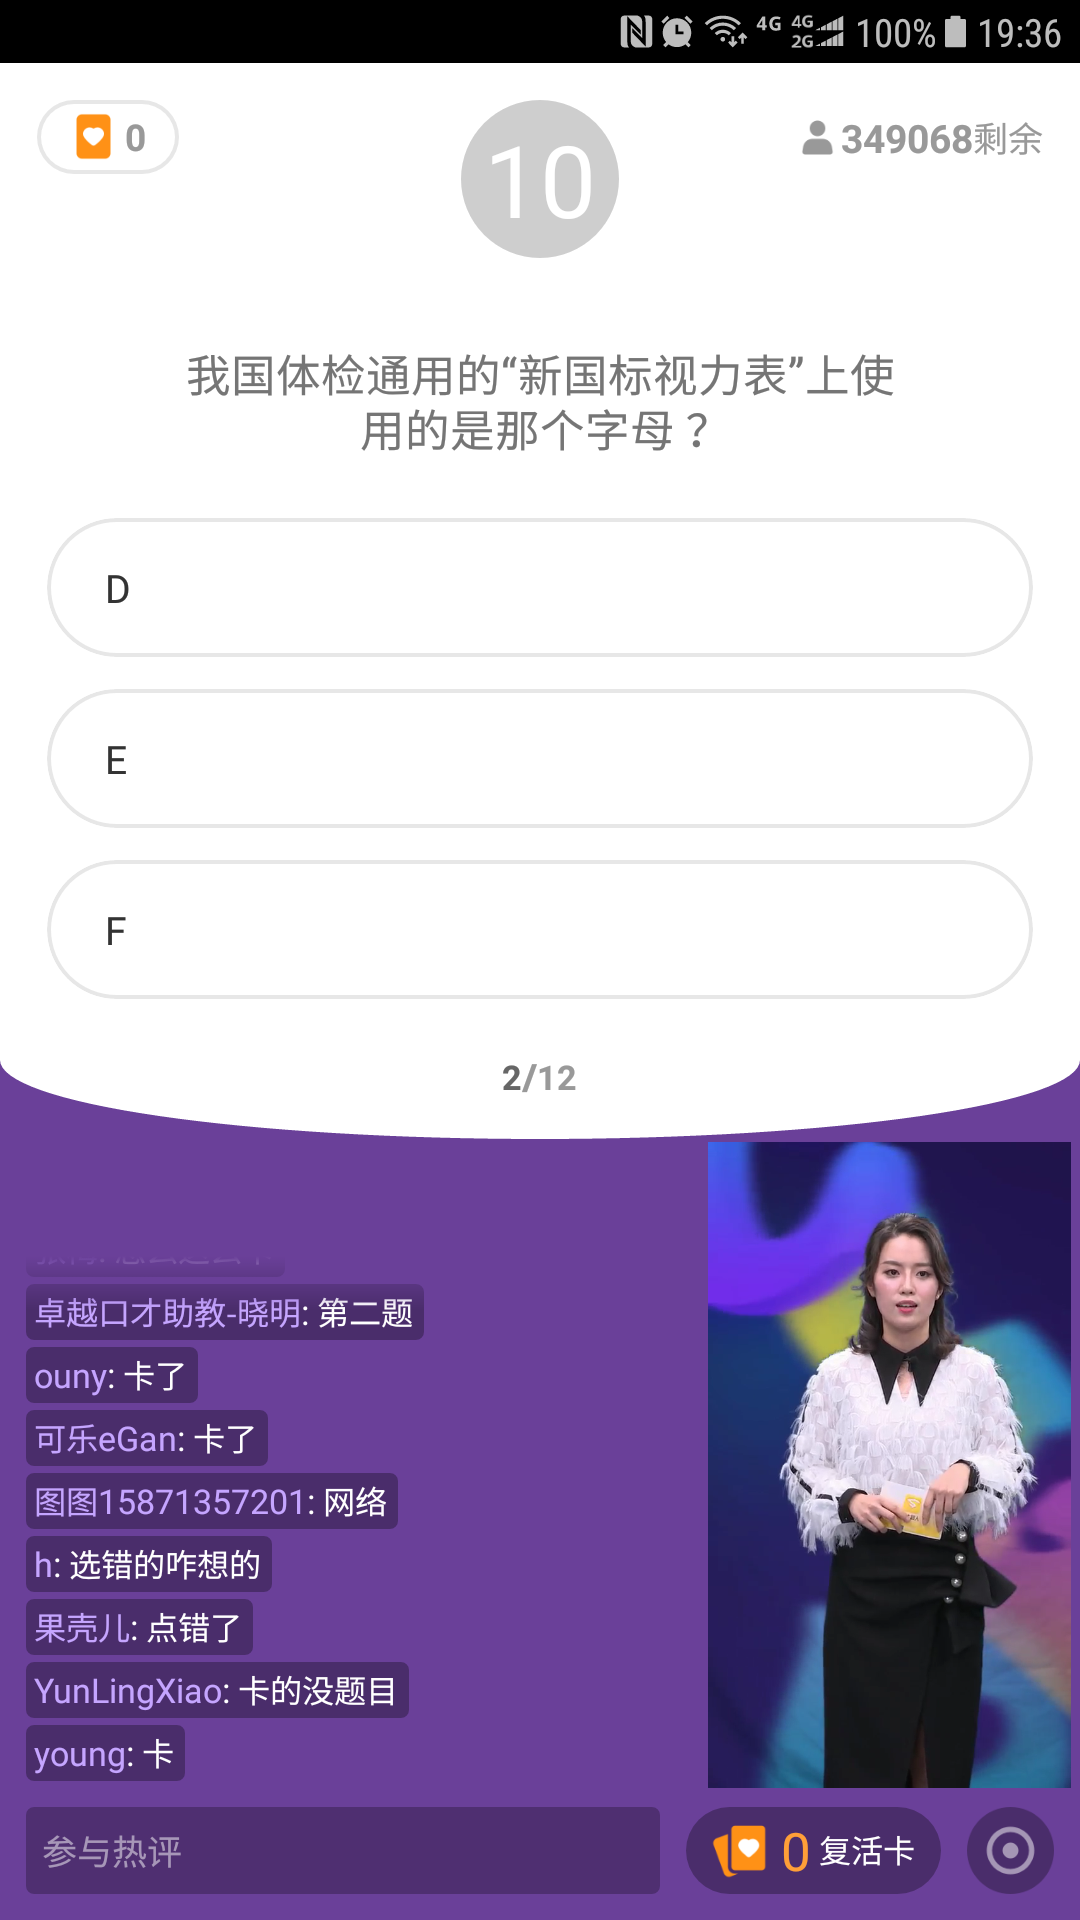 4G 4G 2G 100% 19:36
0
10
349068剩余
我国体检通用的“新国标视力表”上使
用的是那个字母？
D
E
F
2/12
卓越口才助教-晓明: 第二题
ouny: 卡了
可乐eGan: 卡了
图图15871357201: 网络
h: 选错的咋想的
果壳儿: 点错了
YunLingXiao: 卡的没题目
young: 卡
参与热评
0 复活卡